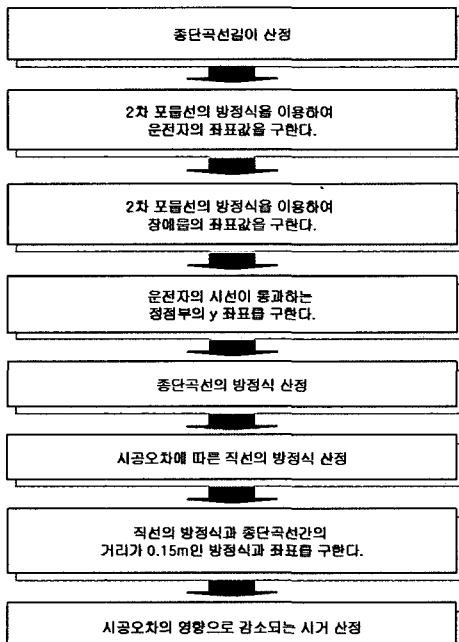 종단곡선길이 산정
2차 포물선의 방정식을 이용하여
운전자의 좌표값을 구한다.
2차 포물선의 방정식을 이용하여
장애물의 좌표값을 구한다.
운전자의 시선이 통과하는
정점부의 y 좌표를 구한다.
종단곡선의 방정식 산정
시공오차에 따른 직선의 방정식 산정
직선의 방정식과 종단곡선간의
거리가 0.15m인 방정식과 좌표를 구한다.
시공오차의 영향으로 감소되는 시거 산정